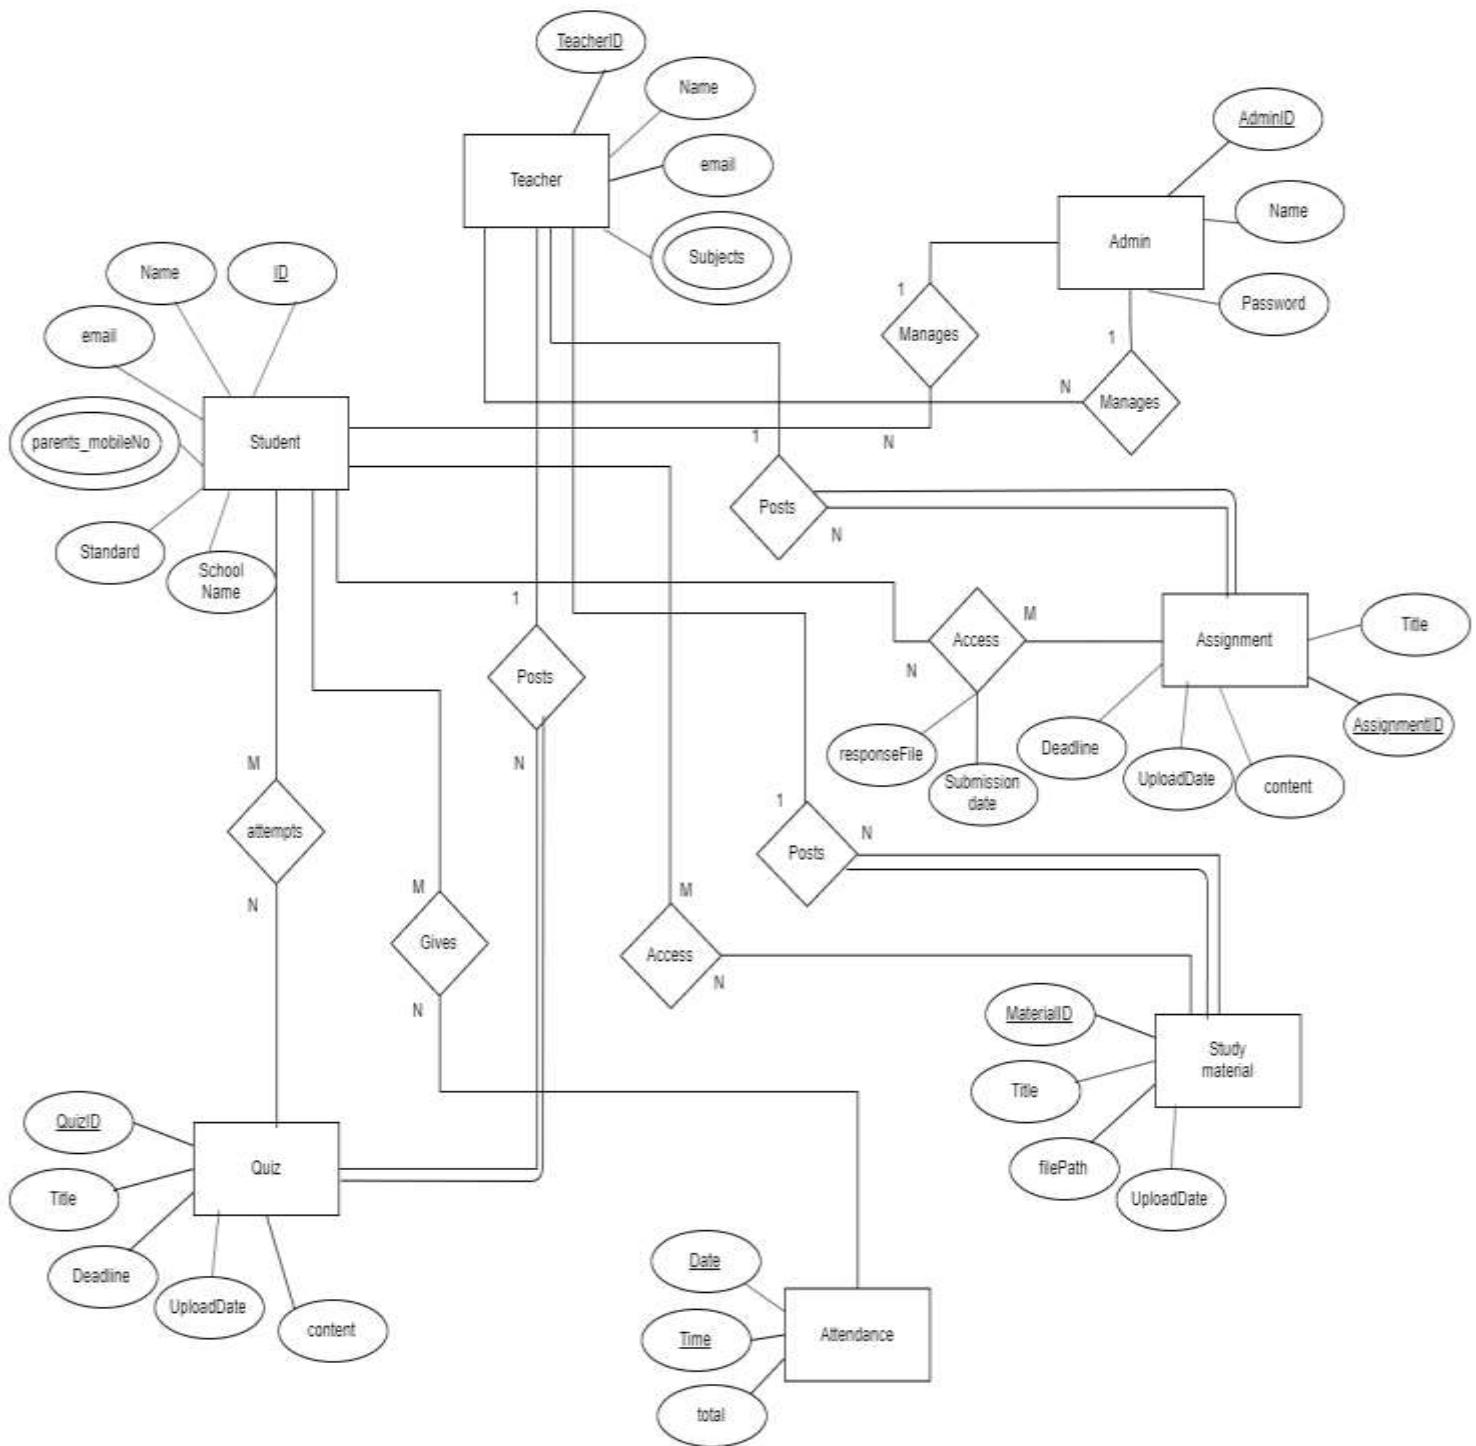 TeacherID
Name
email
Subjects
Teacher
AdminID
Name
Password
Admin
1
Manages
N
1
Manages
N
Name
ID
email
parents_mobileNo
Student
Standard
School
Name
1
Posts
N
1
Posts
N
Access
M
N
responseFile
Submission
date
Assignment
Title
AssignmentID
Deadline
UploadDate
content
M
attempts
N
M
Gives
N
1
Posts
N
M
Access
N
MaterialID
Title
filePath
UploadDate
Study
material
QuizID
Title
Deadline
UploadDate
content
Quiz
Date
Time
total
Attendance